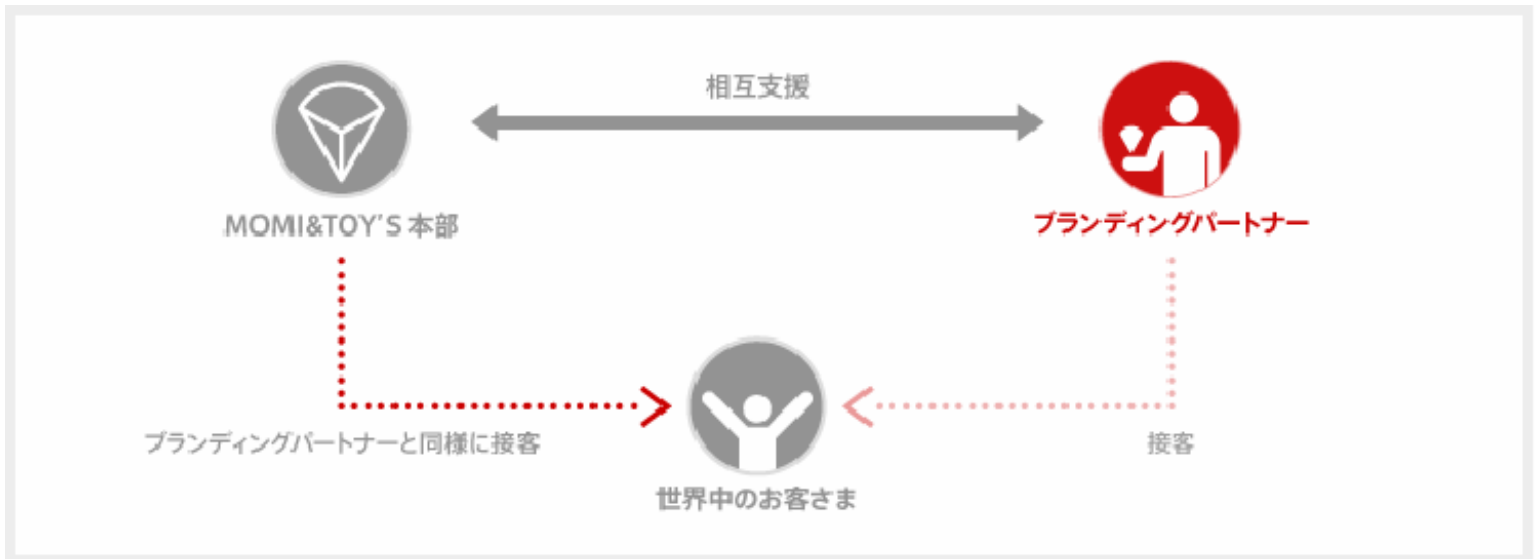 相互支援
MOMI&TOY'S 本部
ブランディングパートナー
ブランディングパートナーと同様に接客
接客
世界中のお客さま